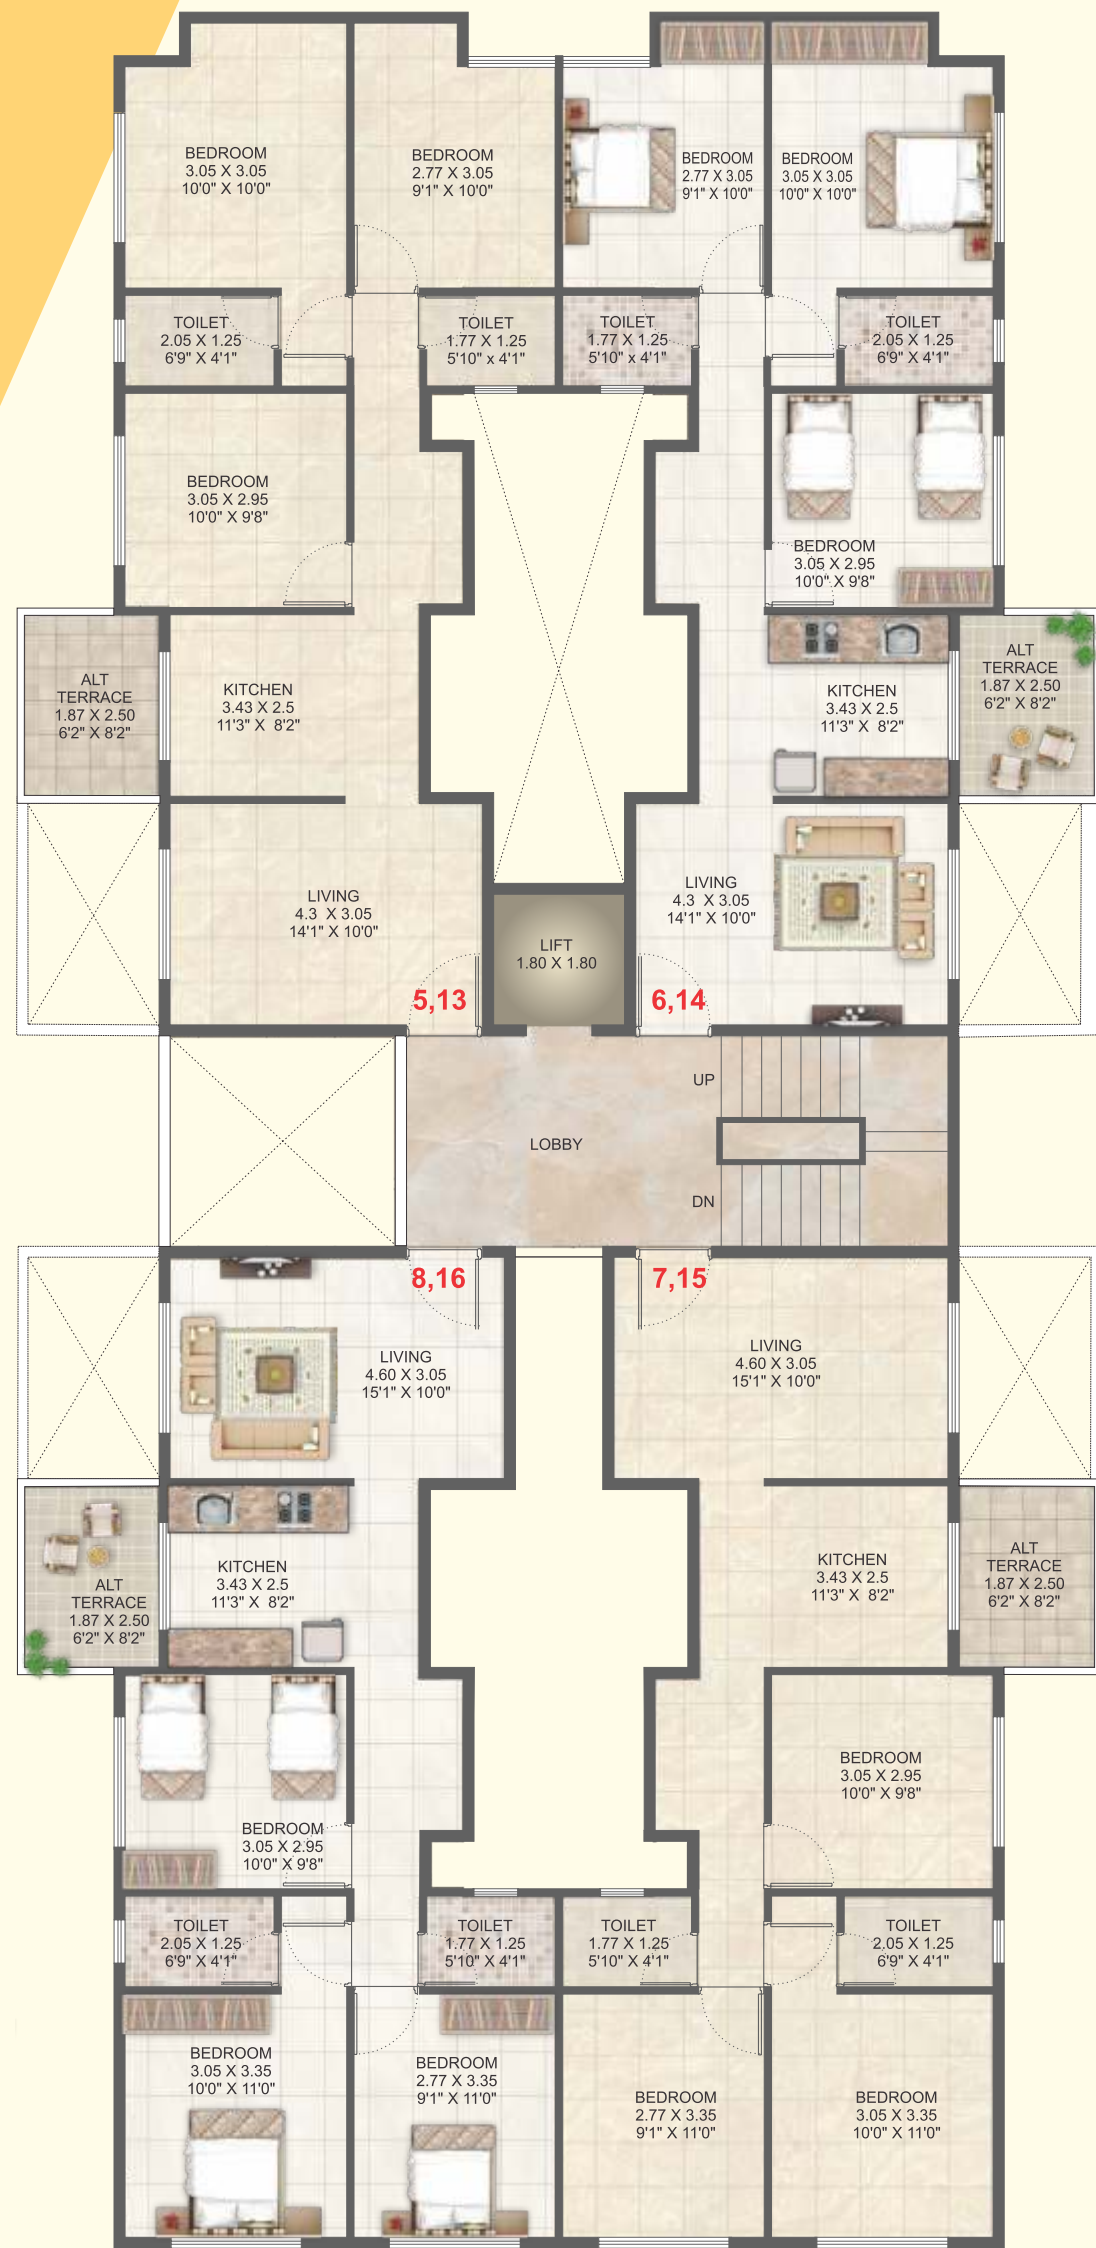 BEDROOM
3.05 X 3.05
10'0" X 10'0"
BEDROOM
2.77 X 3.05
9'1" X 10'0"
BEDROOM
2.77 X 3.05
9'1" X 10'0"
BEDROOM
3.05 X 3.05
10'0" X 10'0"
TOILET
2.05 X 1.25
6'9" X 4'1"
TOILET
1.77 X 1.25
5'10" x 4'1"
TOILET
1.77 X 1.25
5'10" x 4'1"
TOILET
2.05 X 1.25
6'9" X 4'1"
BEDROOM
3.05 X 2.95
10'0" X 9'8"
BEDROOM
3.05 X 2.95
10'0" X 9'8"
ALT
TERRACE
1.87 X 2.50
6'2" X 8'2"
KITCHEN
3.43 X 2.5
11'3" X 8'2"
KITCHEN
3.43 X 2.5
11'3" X 8'2"
ALT
TERRACE
1.87 X 2.50
6'2" X 8'2"
LIVING
4.3 X 3.05
14'1" X 10'0"
LIFT
1.80 X 1.80
LIVING
4.3 X 3.05
14'1" X 10'0"
5,13
6,14
UP
LOBBY
DN
8,16
7,15
LIVING
4.60 X 3.05
15'1" X 10'0"
LIVING
4.60 X 3.05
15'1" X 10'0"
ALT
TERRACE
1.87 X 2.50
6'2" X 8'2"
KITCHEN
3.43 X 2.5
11'3" X 8'2"
KITCHEN
3.43 X 2.5
11'3" X 8'2"
ALT
TERRACE
1.87 X 2.50
6'2" X 8'2"
BEDROOM
3.05 X 2.95
10'0" X 9'8"
BEDROOM
3.05 X 2.95
10'0" X 9'8"
TOILET
2.05 X 1.25
6'9" X 4'1"
TOILET
1.77 X 1.25
5'10" X 4'1"
TOILET
1.77 X 1.25
5'10" X 4'1"
TOILET
2.05 X 1.25
6'9" X 4'1"
BEDROOM
3.05 X 3.35
10'0" X 11'0"
BEDROOM
2.77 X 3.35
9'1" X 11'0"
BEDROOM
2.77 X 3.35
9'1" X 11'0"
BEDROOM
3.05 X 3.35
10'0" X 11'0"